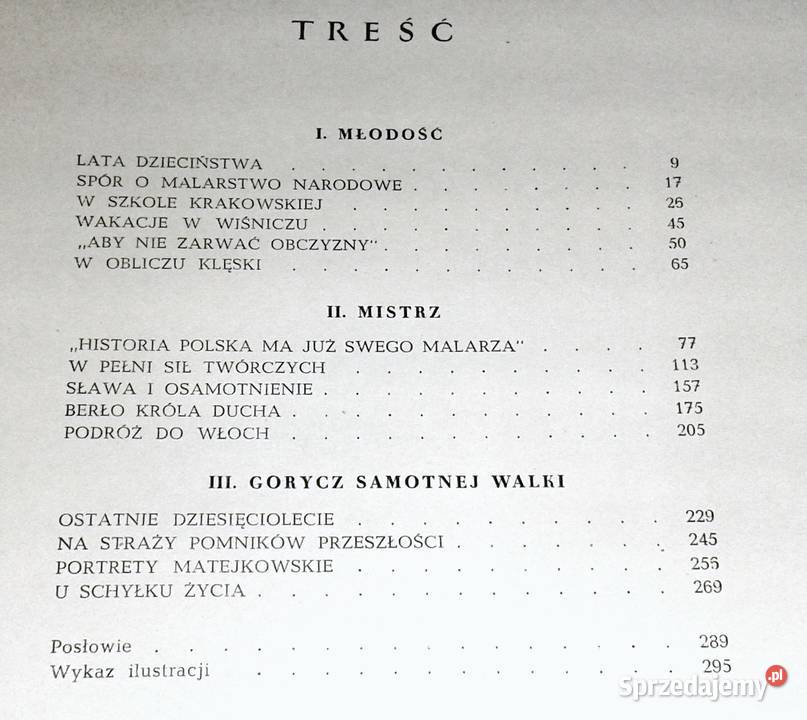 TREŚĆ
I. MŁODOŚĆ
LATA DZIECIŃSTWA . . . . . . . . . . . . 9
SPÓR O MALARSTWO NARODOWE . . . . . . . . 17
W SZKOLE KRAKOWSKIEJ . . . . . . . . . . 26
WAKACJE W WIŚNICZU . . . . . . . . . . . 45
„ABY NIE ZARWAĆ OBCZYZNY" . . . . . . . . . 50
W OBLICZU KLĘSKI . . . . . . . . . . . . 65
II. MISTRZ
„HISTORIA POLSKA MA JUŻ SWEGO MALARZA" . . . . 77
W PEŁNI SIŁ TWÓRCZYCH . . . . . . . . . . 113
SŁAWA I OSAMOTNIENIE . . . . . . . . . . . 157
BERŁO KRÓLA DUCHA . . . . . . . . . . . . 175
PODRÓŻ DO WŁOCH . . . . . . . . . . . . 205
III. GORYCZ SAMOTNEJ WALKI
OSTATNIE DZIESIĘCIOLECIE . . . . . . . . . 229
NA STRAŻY POMNIKÓW PRZESZŁOŚCI . . . . . . 245
PORTRETY MATEJKOWSKIE . . . . . . . . . 256
U SCHYŁKU ŻYCIA . . . . . . . . . . . . 269
Posłowie . . . . . . . . . . . . . . . 289
Wykaz ilustracji . . . . . . . . . . . . 295
Sprzedajemy.pl